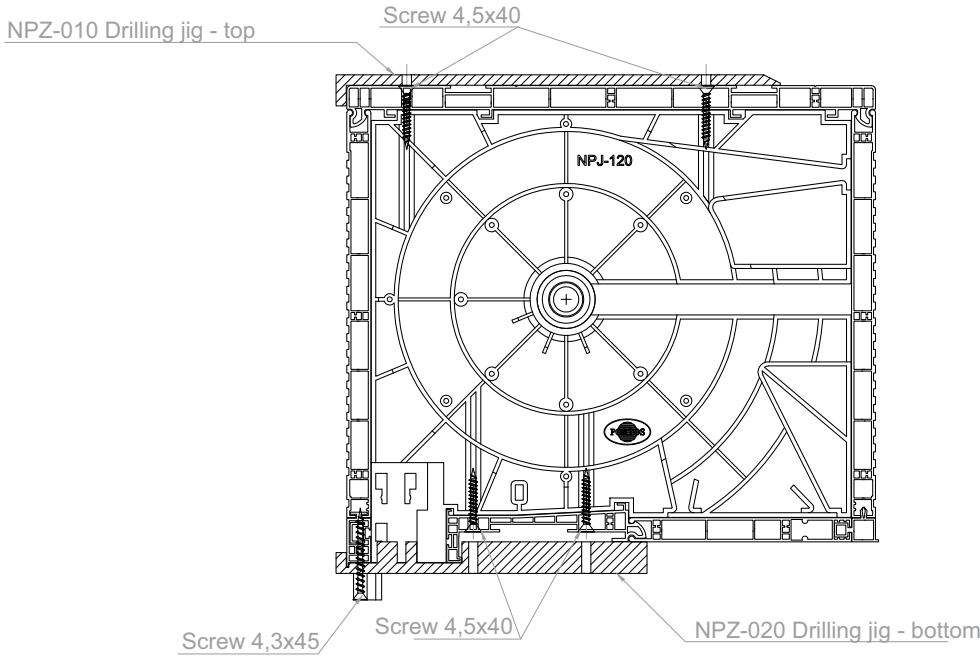 Screw 4,5x40
NPZ-010 Drilling jig - top
NPJ-120
PORTOS
Screw 4,5x40
NPZ-020 Drilling jig - bottom
Screw 4,3x45